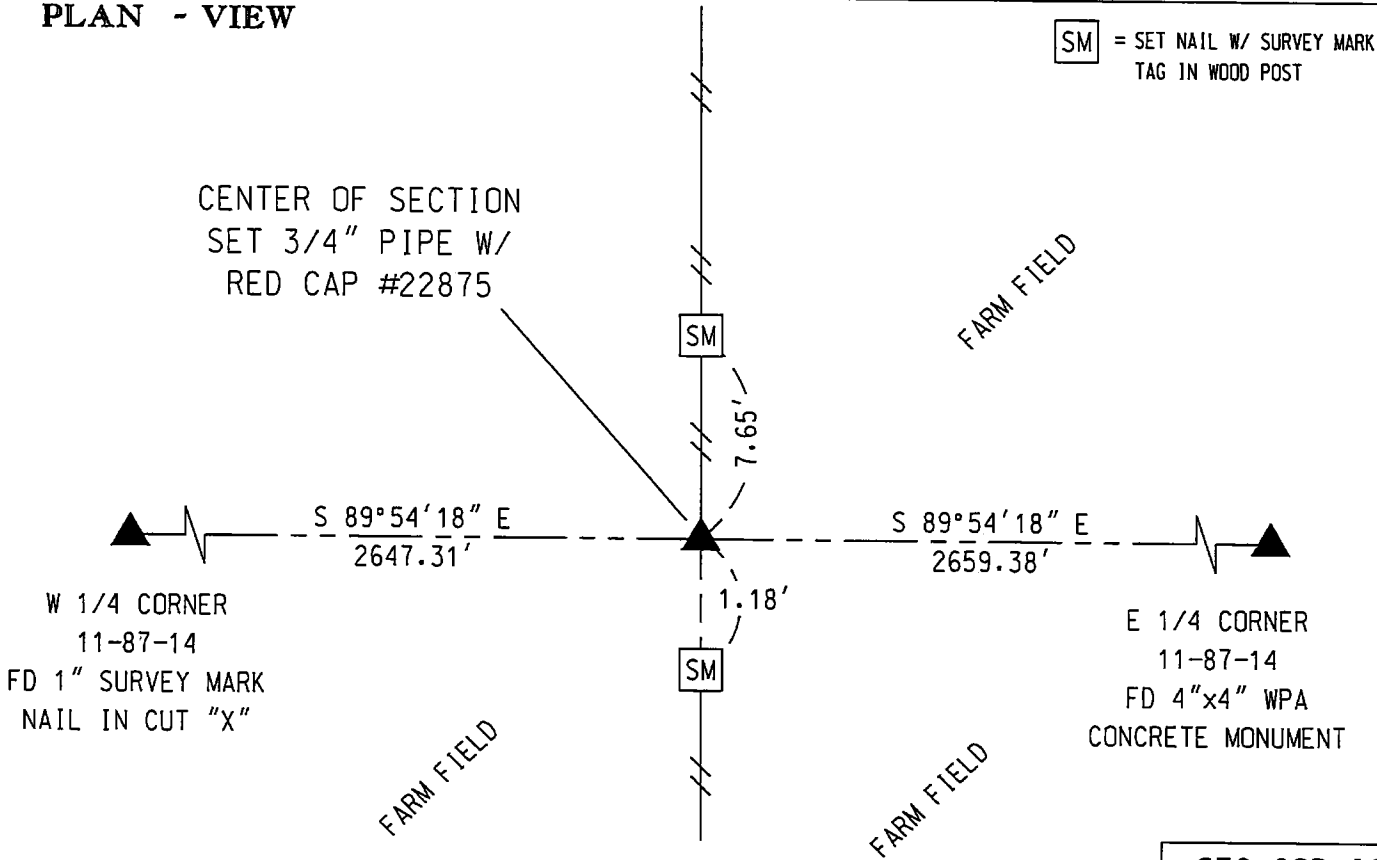 PLAN - VIEW
SM = SET NAIL W/ SURVEY MARK
TAG IN WOOD POST
CENTER OF SECTION
SET 3/4" PIPE W/
RED CAP #22875
FARM FIELD
SM
7.65'
S 89°54'18" E
2647.31'
S 89°54'18" E
2659.38'
1.18'
W 1/4 CORNER
11-87-14
FD 1" SURVEY MARK
NAIL IN CUT "X"
SM
E 1/4 CORNER
11-87-14
FD 4"x4" WPA
CONCRETE MONUMENT
FARM FIELD
FARM FIELD